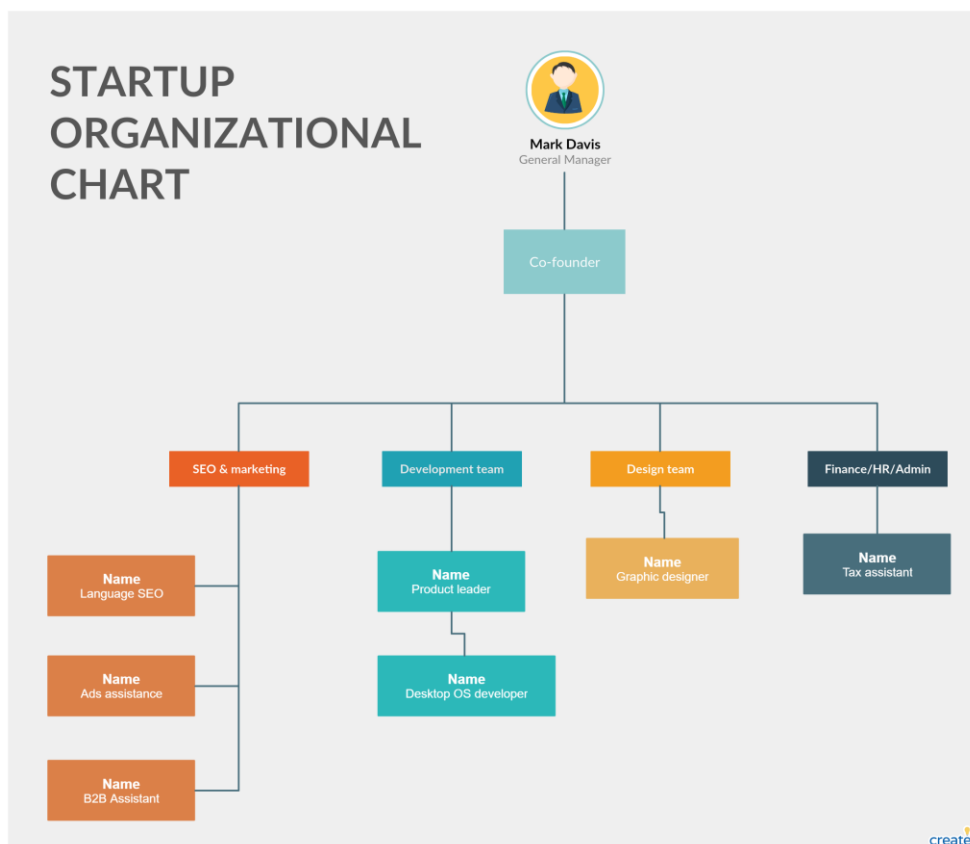 STARTUP
ORGANIZATIONAL
CHART
Mark Davis
General Manager
Co-founder
SEO & marketing
Development team
Design team
Finance/HR/Admin
Name
Language SEO
Name
Ads assistance
Name
B2B Assistant
Name
Product leader
Name
Desktop OS developer
Name
Graphic designer
Name
Tax assistant
create